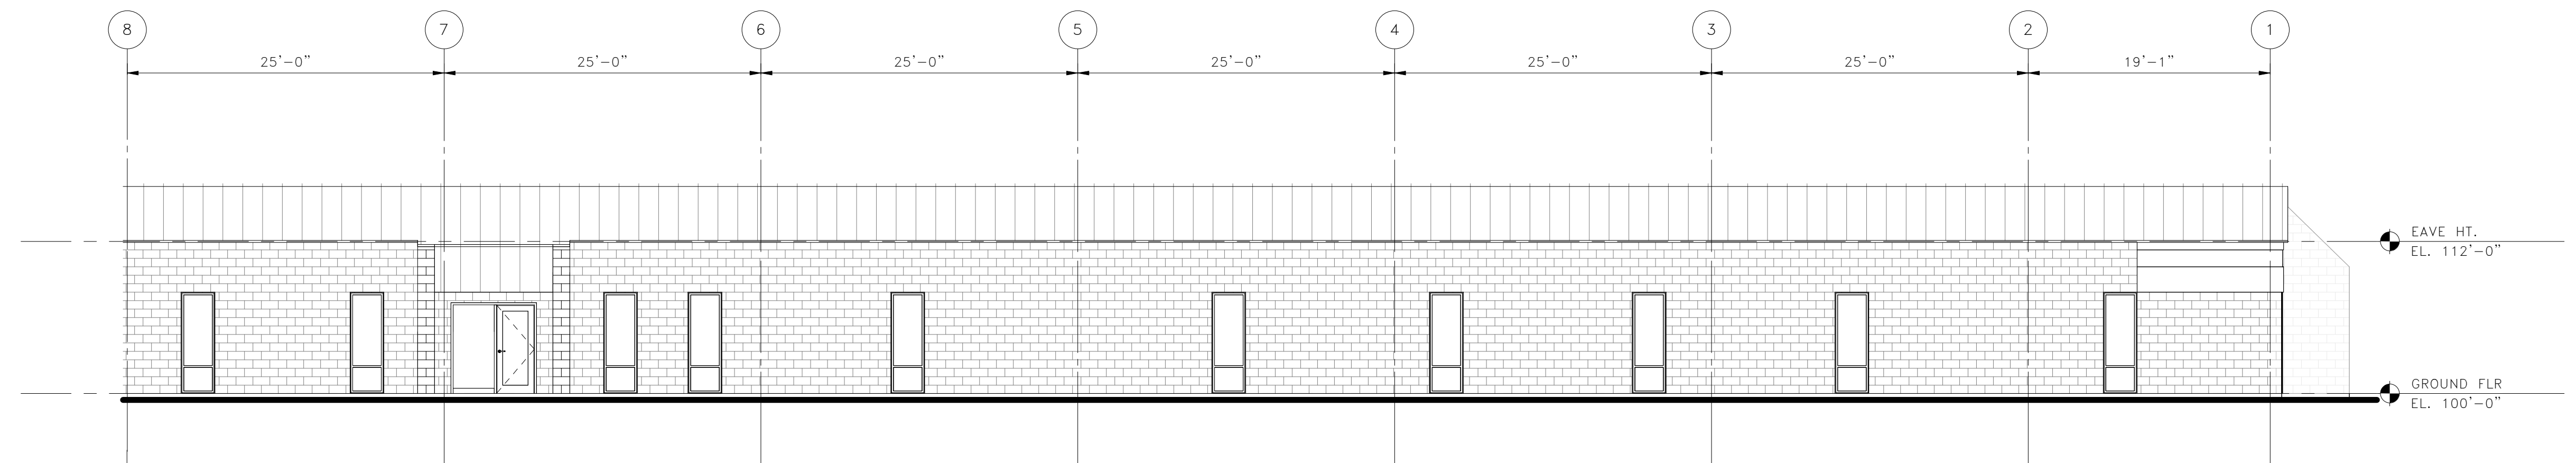 8 7 6 5 4 3 2 1
25'-0" 25'-0" 25'-0" 25'-0" 25'-0" 25'-0" 19'-1"
EAVE HT.
EL. 112'-0"
GROUND FLR
EL. 100'-0"